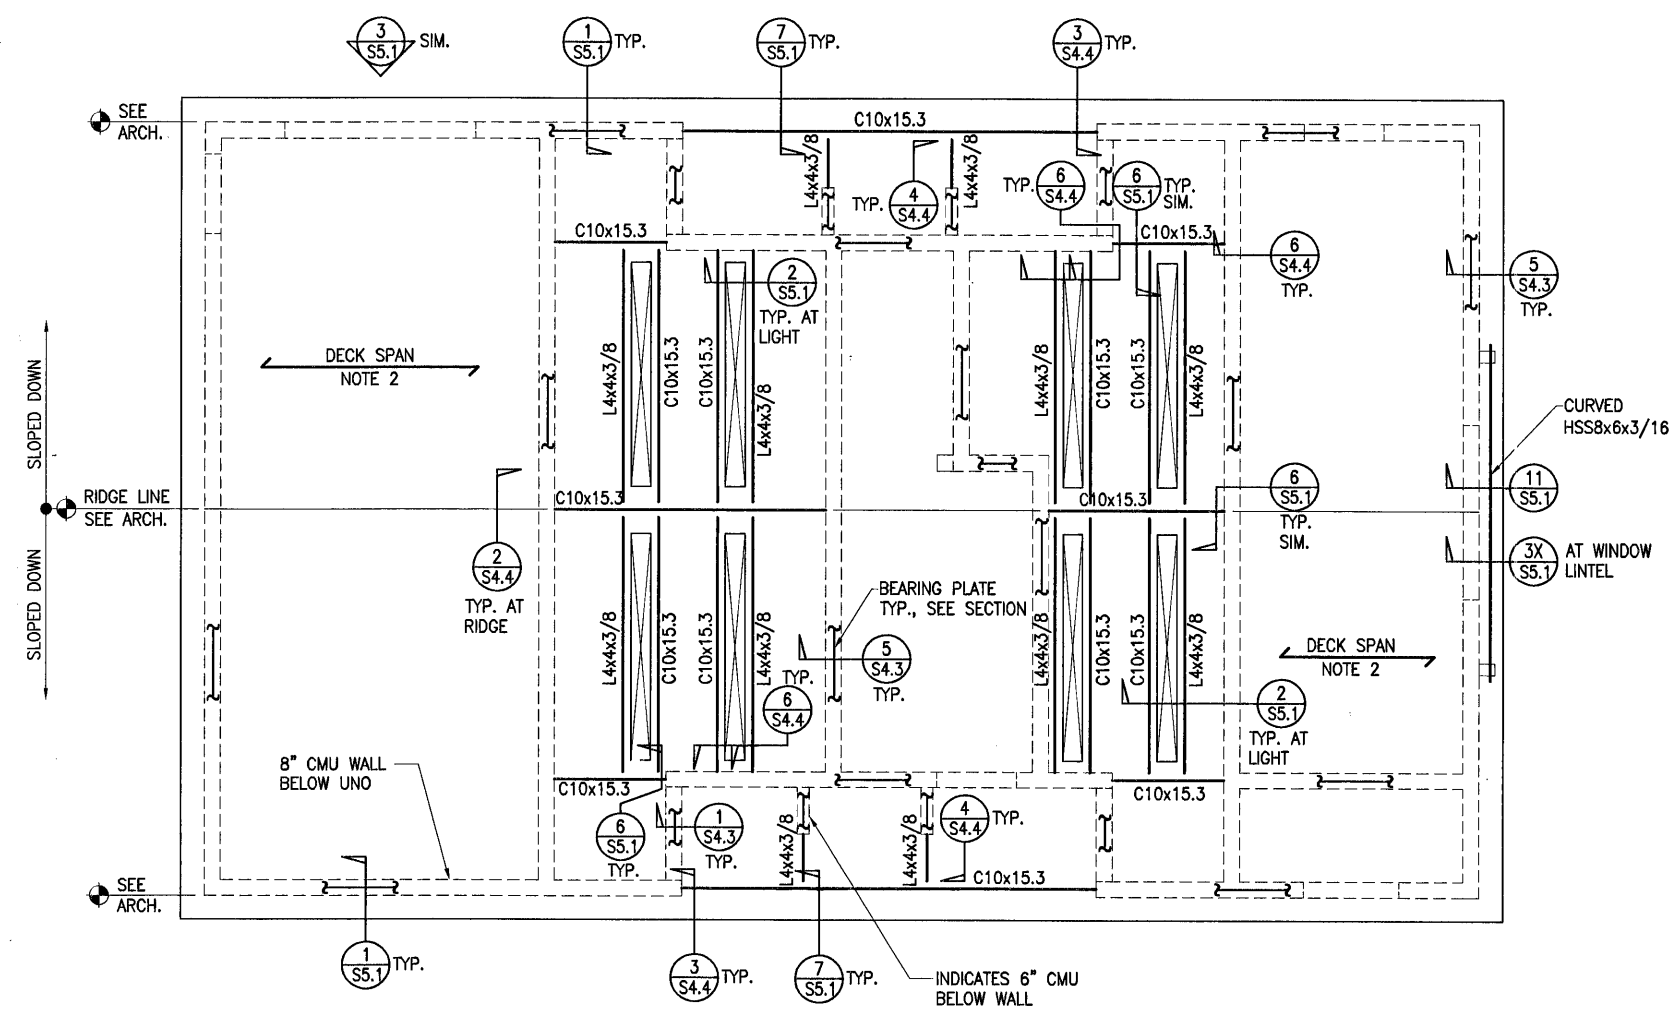 3
S5.1
SIM.
1
S5.1
TYP.
7
S5.1
TYP.
3
S4.4
TYP.
SEE
ARCH.
C10x15.3
L4x4x3/8
L4x4x3/8
TYP.
4
S4.4
TYP.
6
S4.4
6
S5.1
TYP.
SIM.
C10x15.3
C10x15.3
6
S4.4
TYP.
5
S4.3
TYP.
2
S5.1
TYP. AT
LIGHT
SLOPED DOWN
DECK SPAN
NOTE 2
L4x4x3/8
C10x15.3
C10x15.3
L4x4x3/8
L4x4x3/8
C10x15.3
C10x15.3
L4x4x3/8
CURVED
HSS8x6x3/16
RIDGE LINE
SEE ARCH.
C10x15.3
C10x15.3
6
S5.1
TYP.
SIM.
11
S5.1
3X
S5.1
AT WINDOW
LINTEL
2
S4.4
TYP. AT
RIDGE
SLOPED DOWN
BEARING PLATE
TYP., SEE SECTION
5
S4.3
TYP.
L4x4x3/8
C10x15.3
C10x15.3
L4x4x3/8
L4x4x3/8
C10x15.3
C10x15.3
L4x4x3/8
DECK SPAN
NOTE 2
TYP.
6
S4.4
2
S5.1
TYP. AT
LIGHT
8" CMU WALL
BELOW UNO
C10x15.3
C10x15.3
6
S5.1
TYP.
1
S4.3
TYP.
L4x4x3/8
L4x4x3/8
4
S4.4
TYP.
C10x15.3
SEE
ARCH.
1
S5.1
TYP.
3
S4.4
TYP.
7
S5.1
TYP.
INDICATES 6" CMU
BELOW WALL